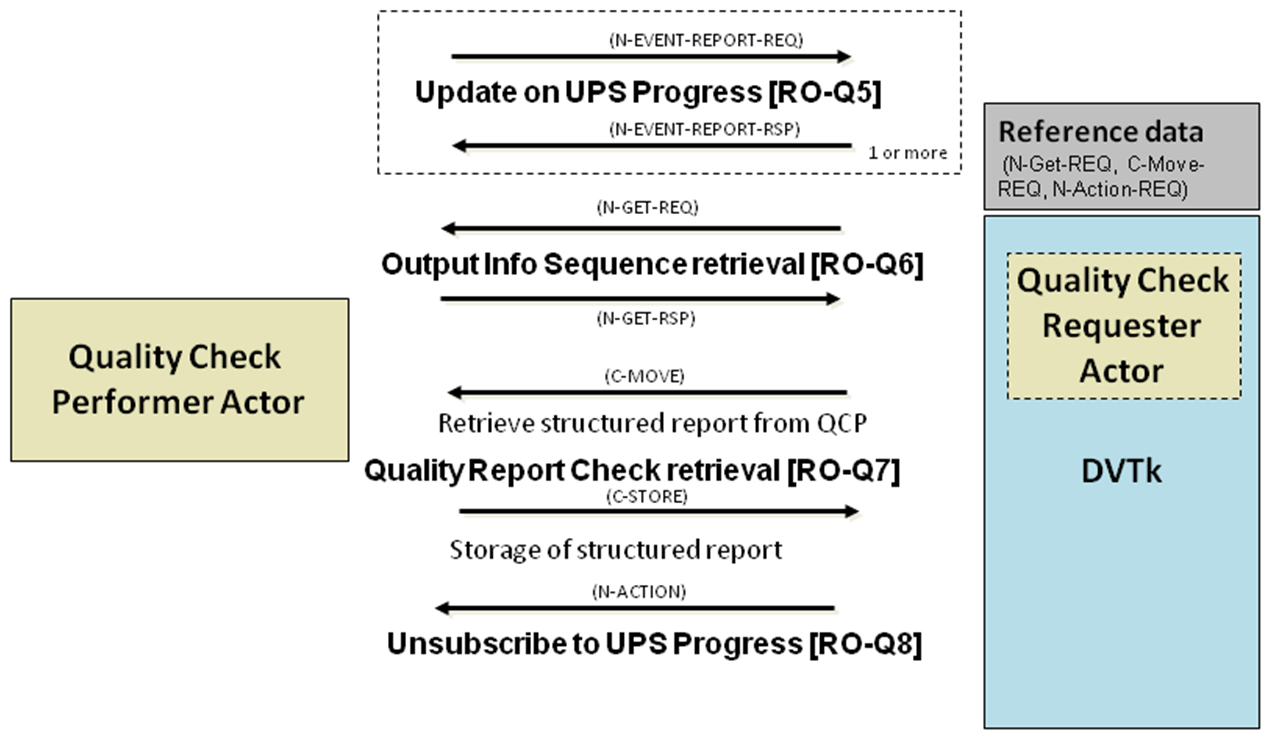 (N-EVENT-REPORT-REQ)
Update on UPS Progress [RO-Q5]
(N-EVENT-REPORT-RSP)
1 or more
(N-GET-REQ)
Output Info Sequence retrieval [RO-Q6]
(N-GET-RSP)
(C-MOVE)
Retrieve structured report from QCP
Quality Report Check retrieval [RO-Q7]
(C-STORE)
Storage of structured report
(N-ACTION)
Unsubscribe to UPS Progress [RO-Q8]
Quality Check
Performer Actor
Reference data
(N-Get-REQ, C-Move-
REQ, N-Action-REQ)
Quality Check
Requester
Actor
DVTk